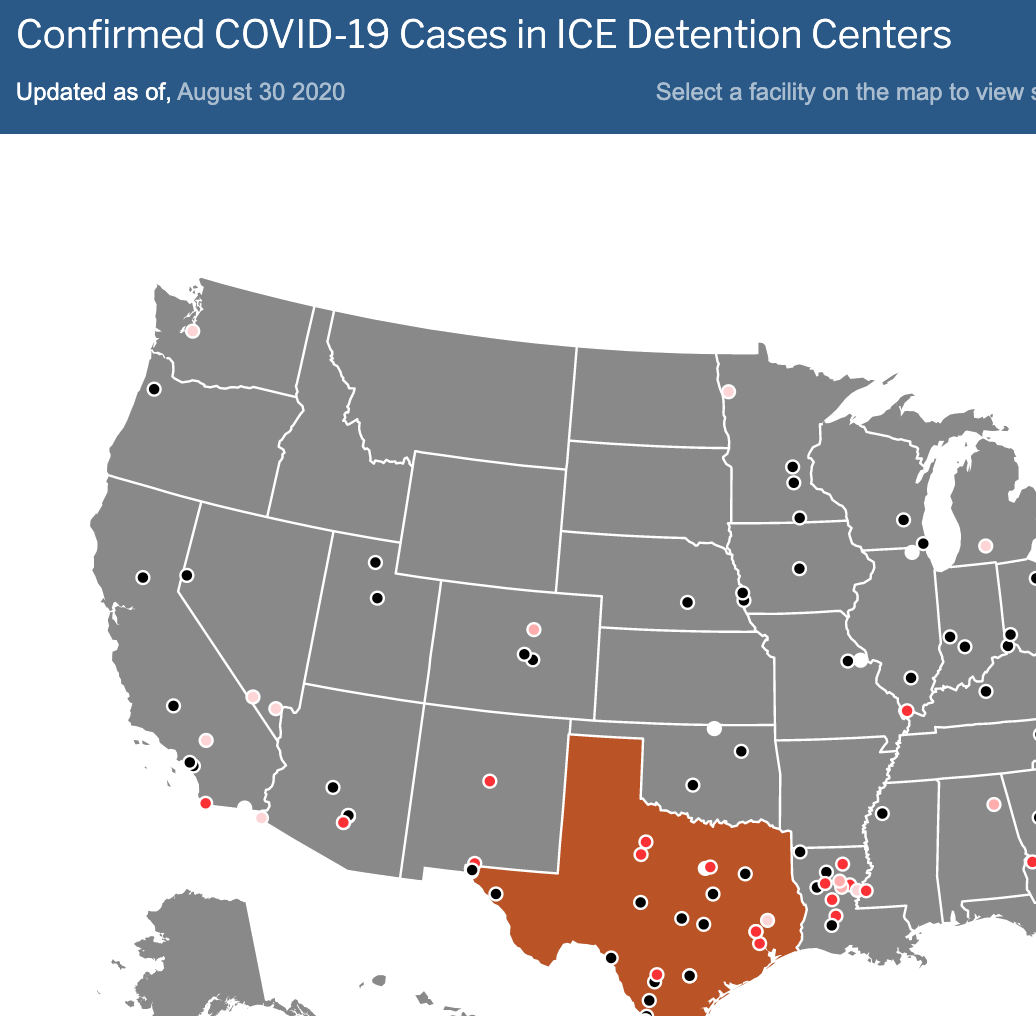 Confirmed COVID-19 Cases in ICE Detention Centers
Updated as of, August 30 2020
Select a facility on the map to view